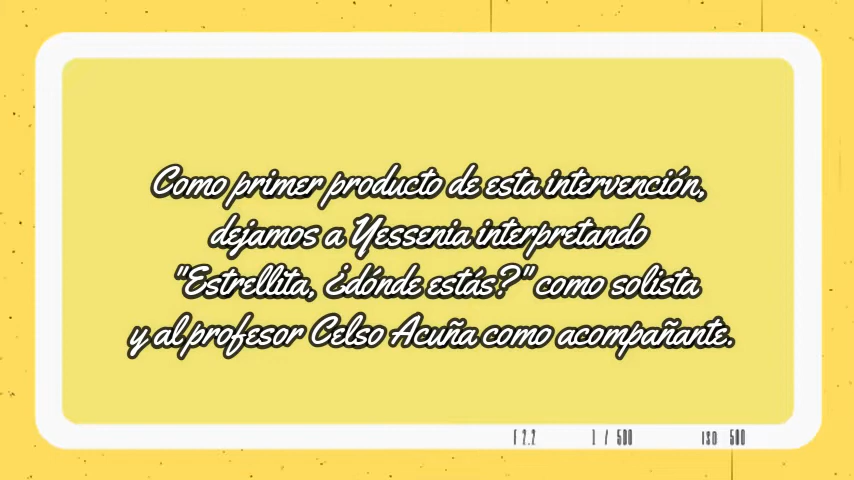 Como primer producto de esta intervención,
dejamos a Yessenia interpretando
"Estrellita, ¿dónde estás?" como solista
y al profesor Celso Acuña como acompañante.
f 2.2 1 / 500 ISO 500